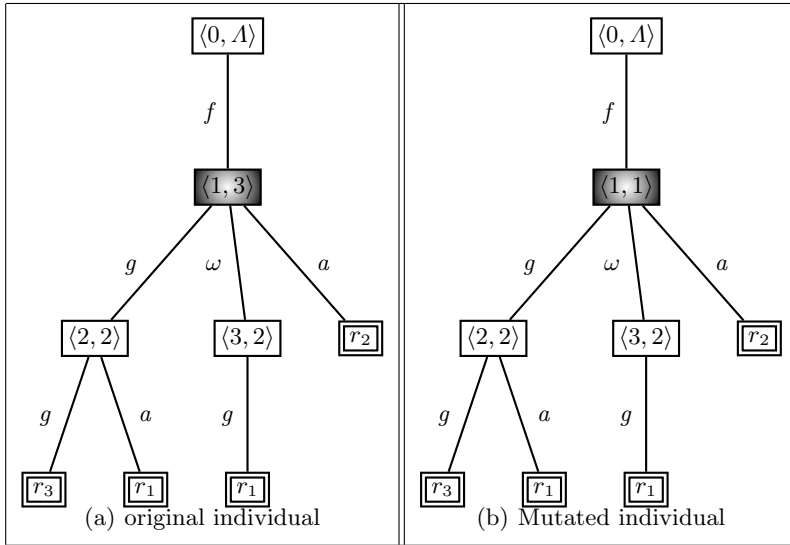 ⟨0, Λ⟩ ⟨0, Λ⟩
f f
⟨1, 3⟩ ⟨1, 1⟩
g ω a g ω a
⟨2, 2⟩ ⟨3, 2⟩ r₂ ⟨2, 2⟩ ⟨3, 2⟩ r₂
g a g g a g
r₃ r₁ r₁ r₃ r₁ r₁
(a) original individual (b) Mutated individual